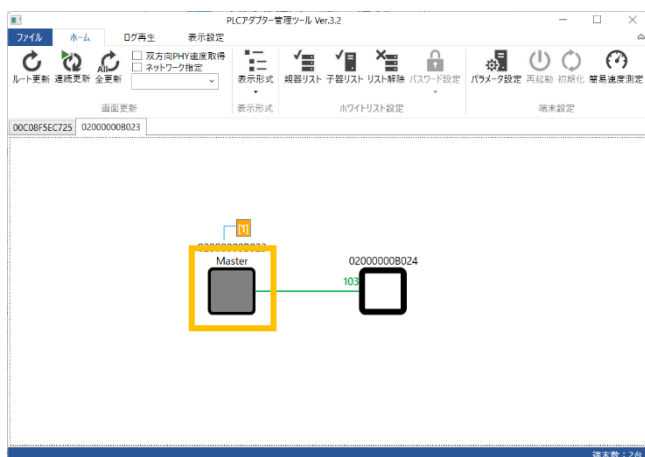 PLCアダプター管理ツール Ver.3.2
ファイル ホーム ログ再生 表示設定
双方向PHY速度取得
ネットワーク指定
ルート更新 連続更新 全更新 表示形式 親器リスト 子器リスト リスト解除 パスワード設定 パラメータ設定 再起動 初期化 簡易速度測定
All
画面更新 表示形式 ホワイトリスト設定 端末設定
00C08F5EC725 02000000B023
[1]
02000000B023
Master 02000000B024
103
端末数:2台